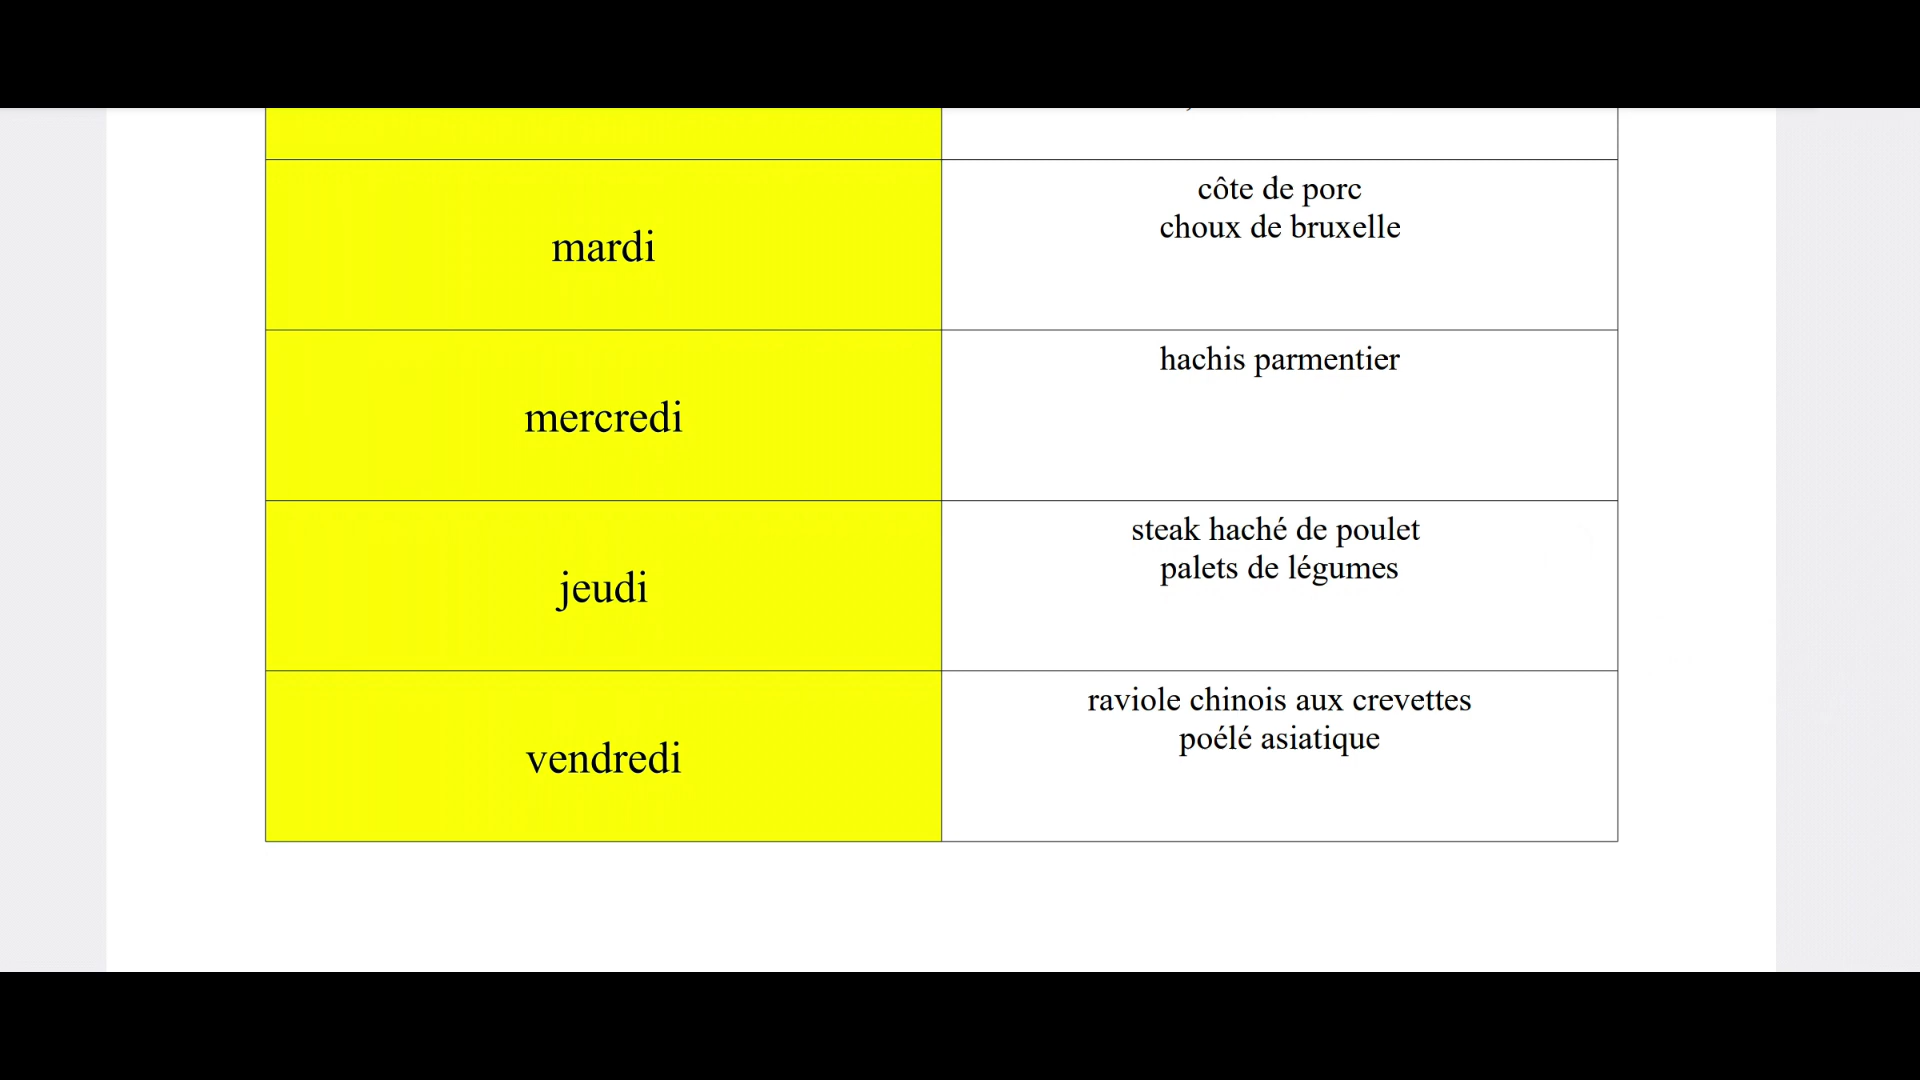 mardi
côte de porc
choux de bruxelle
mercredi
hachis parmentier
jeudi
steak haché de poulet
palets de légumes
vendredi
raviole chinois aux crevettes
poélé asiatique